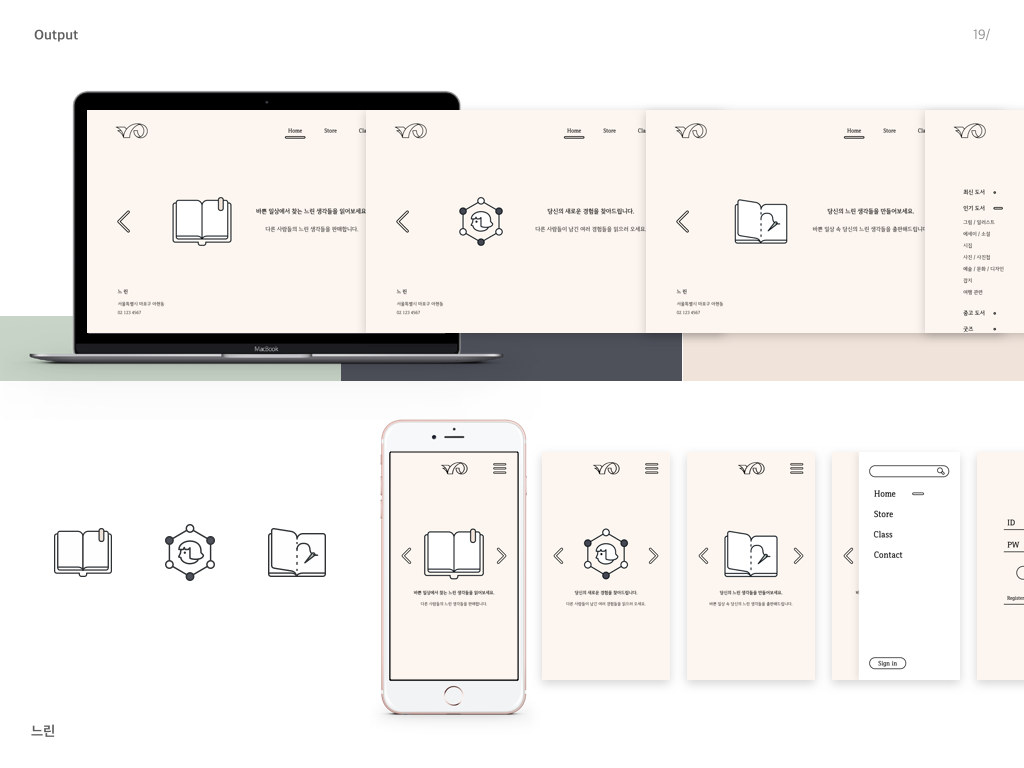 Output
19/
Home Store Cla
바쁜 일상에서 찾는 느린 생각들을 읽어보세요
다른 사람들의 느린 생각들을 판매합니다.
느린
서울특별시 마포구 아현동
02 123 4567
MacBook
Home Store Cla
당신의 새로운 경험을 찾아드립니다.
다른 사람들이 남긴 여러 경험들을 읽으러 오세요
느린
서울특별시 마포구 아현동
02 123 4567
Home Store Cla
당신의 느린 생각들을 만들어보세요.
바쁜 일상 속 당신의 느린 생각들을 출판해드립니다
느린
서울특별시 마포구 아현동
02 123 4567
최신 도서
인기 도서
그림 / 일러스트
에세이 / 소설
시집
사진 / 사진첩
예술 / 문화 / 디자인
잡지
여행 관련
중고 도서
굿즈
바쁜 일상에서 찾는 느린 생각들을 읽어보세요.
다른 사람들의 느린 생각들을 판매합니다.
당신의 새로운 경험을 찾아드립니다.
다른 사람들이 남긴 여러 경험들을 읽으러 오세요.
당신의 느린 생각들을 만들어보세요.
바쁜 일상 속 당신의 느린 생각들을 출판해드립니다.
Home
Store
Class
Contact
Sign in
ID
PW
Register
느린